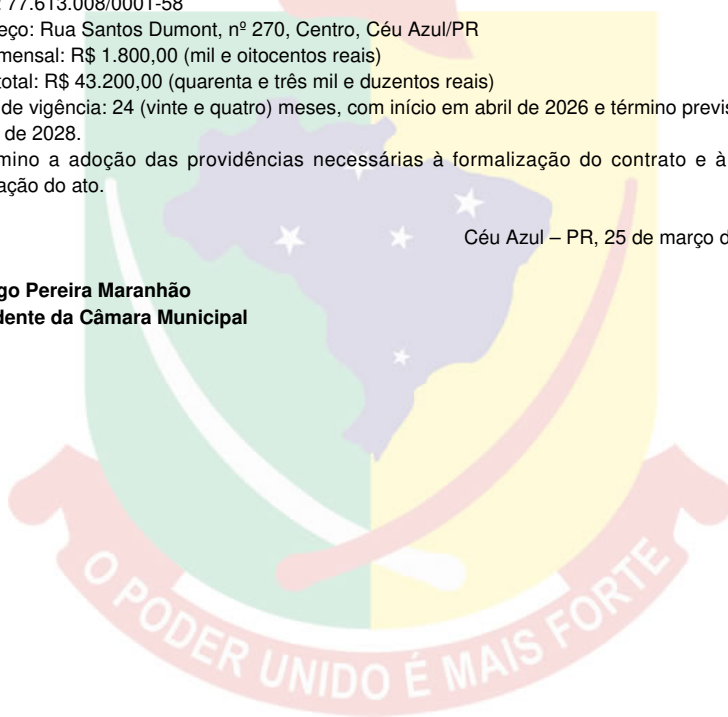 : 77.613.008/0001-58
eço: Rua Santos Dumont, nº 270, Centro, Céu Azul/PR
mensal: R$ 1.800,00 (mil e oitocentos reais)
total: R$ 43.200,00 (quarenta e três mil e duzentos reais)
de vigência: 24 (vinte e quatro) meses, com início em abril de 2026 e término previs
de 2028.
mino a adoção das providências necessárias à formalização do contrato e à
ação do ato.
Céu Azul – PR, 25 de março d
go Pereira Maranhão
dente da Câmara Municipal
O PODER UNIDO É MAIS FORTE